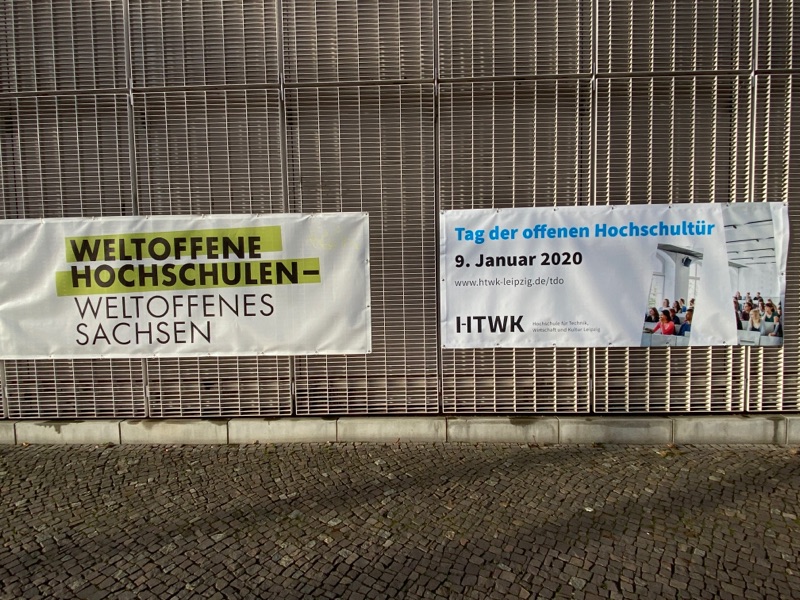 WELTOFFENE
HOCHSCHULEN–
WELTOFFENES
SACHSEN
Tag der offenen Hochschultür
9. Januar 2020
www.htwk-leipzig.de/tdo
HTWK
Hochschule für Technik,
Wirtschaft und Kultur Leipzig